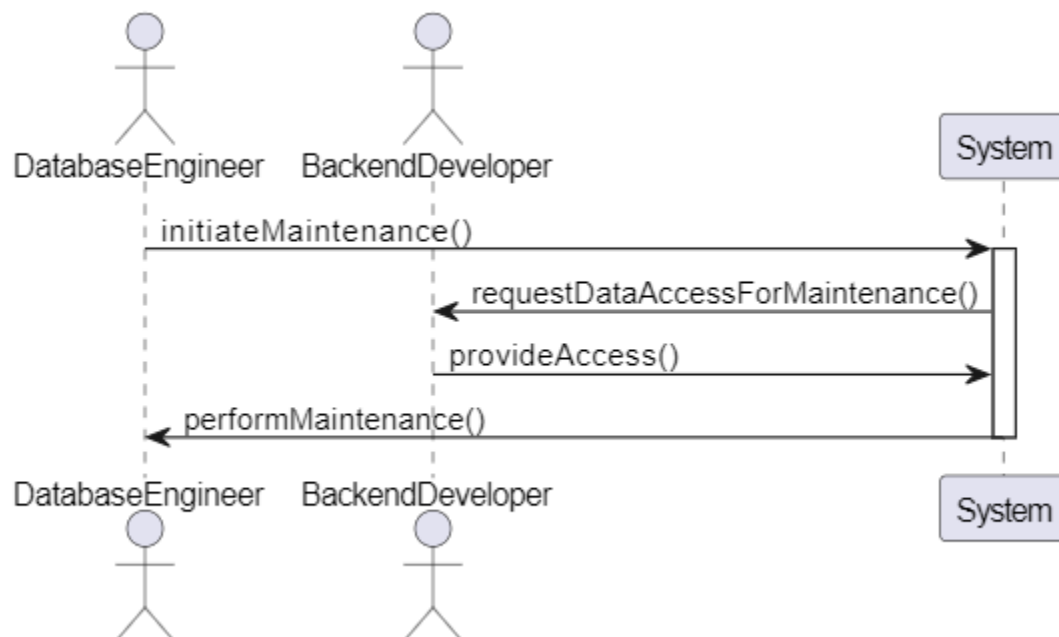 DatabaseEngineer
BackendDeveloper
System
initiateMaintenance()
requestDataAccessForMaintenance()
provideAccess()
performMaintenance()
DatabaseEngineer
BackendDeveloper
System